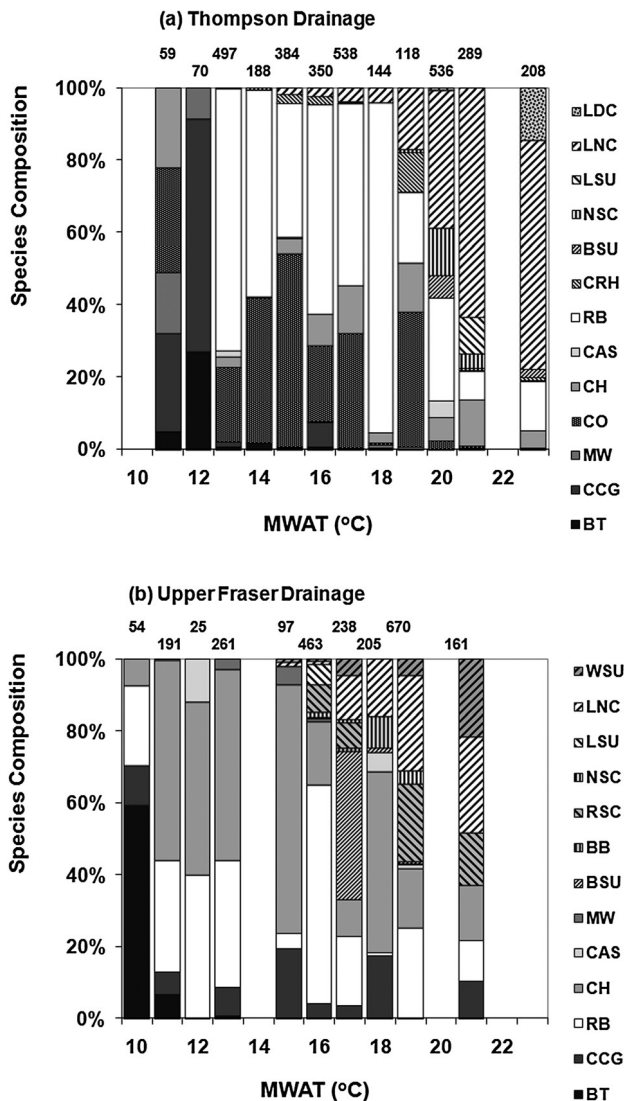 (a) Thompson Drainage
59 497 384 538 118 289
70 188 350 144 536 208
100%
80%
60%
40%
20%
0%
Species Composition
10 12 14 16 18 20 22
MWAT (oC)
LDC
LNC
LSU
NSC
BSU
CRH
RB
CAS
CH
CO
MW
CCG
BT
(b) Upper Fraser Drainage
54 25 97 238 670
191 261 463 205 161
100%
80%
60%
40%
20%
0%
Species Composition
10 12 14 16 18 20 22
MWAT (oC)
WSU
LNC
LSU
NSC
RSC
BB
BSU
MW
CAS
CH
RB
CCG
BT